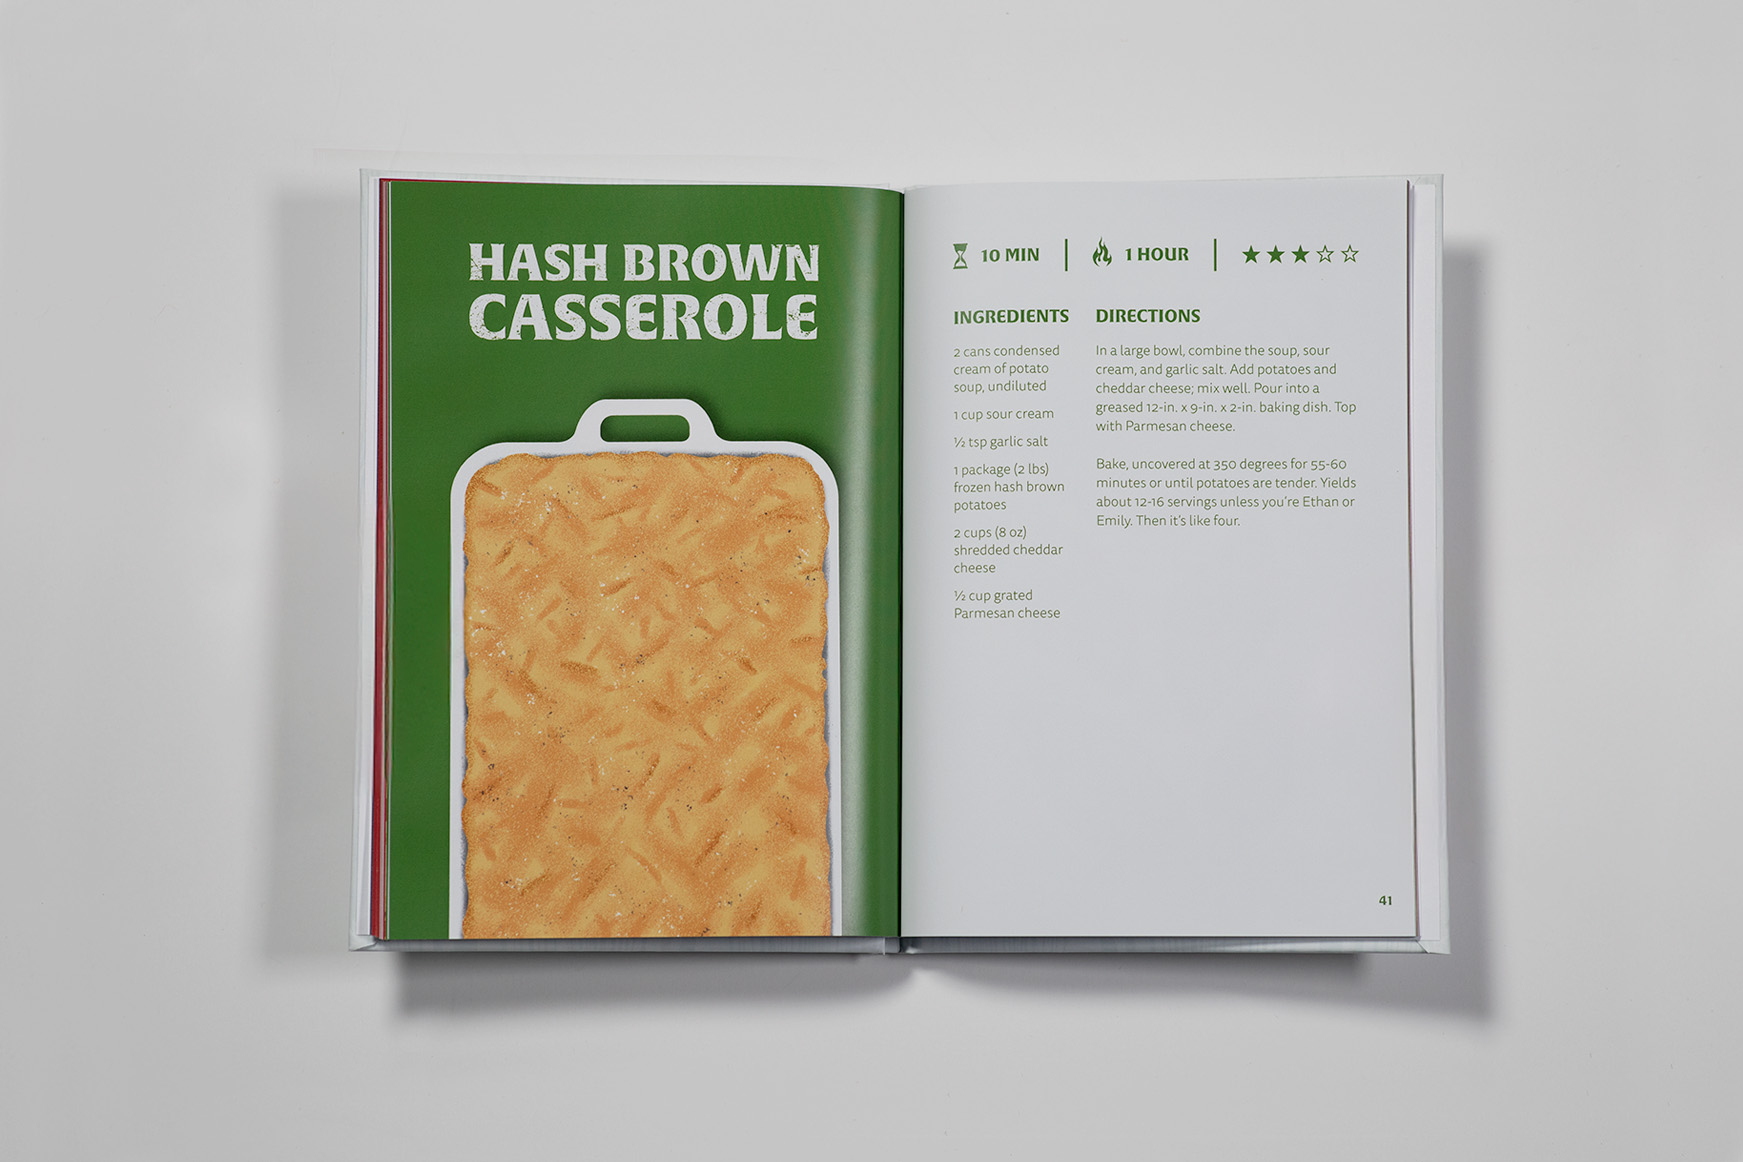 HASH BROWN
CASSEROLE
10 MIN | 1 HOUR | ★★★☆☆
INGREDIENTS
2 cans condensed
cream of potato
soup, undiluted
1 cup sour cream
½ tsp garlic salt
1 package (2 lbs)
frozen hash brown
potatoes
2 cups (8 oz)
shredded cheddar
cheese
½ cup grated
Parmesan cheese
DIRECTIONS
In a large bowl, combine the soup, sour
cream, and garlic salt. Add potatoes and
cheddar cheese; mix well. Pour into a
greased 12-in. x 9-in. x 2-in. baking dish. Top
with Parmesan cheese.
Bake, uncovered at 350 degrees for 55-60
minutes or until potatoes are tender. Yields
about 12-16 servings unless you're Ethan or
Emily. Then it's like four.
41